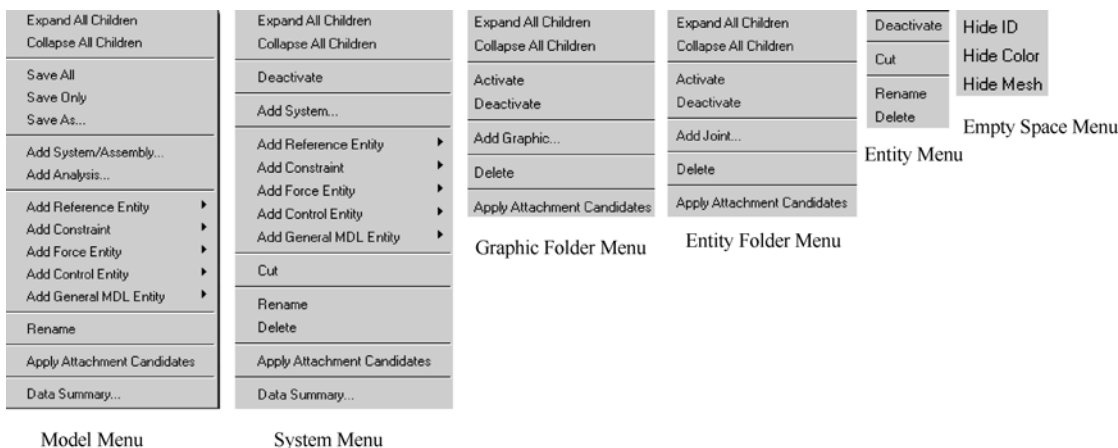 Expand All Children
Collapse All Children
Save All
Save Only
Save As...
Add System/Assembly...
Add Analysis...
Add Reference Entity
Add Constraint
Add Force Entity
Add Control Entity
Add General MDL Entity
Rename
Apply Attachment Candidates
Data Summary...
Model Menu
Expand All Children
Collapse All Children
Deactivate
Add System...
Add Reference Entity
Add Constraint
Add Force Entity
Add Control Entity
Add General MDL Entity
Cut
Rename
Delete
Apply Attachment Candidates
Data Summary...
System Menu
Expand All Children
Collapse All Children
Activate
Deactivate
Add Graphic...
Delete
Apply Attachment Candidates
Graphic Folder Menu
Expand All Children
Collapse All Children
Activate
Deactivate
Add Joint...
Delete
Apply Attachment Candidates
Entity Folder Menu
Deactivate
Cut
Rename
Delete
Entity Menu
Hide ID
Hide Color
Hide Mesh
Empty Space Menu